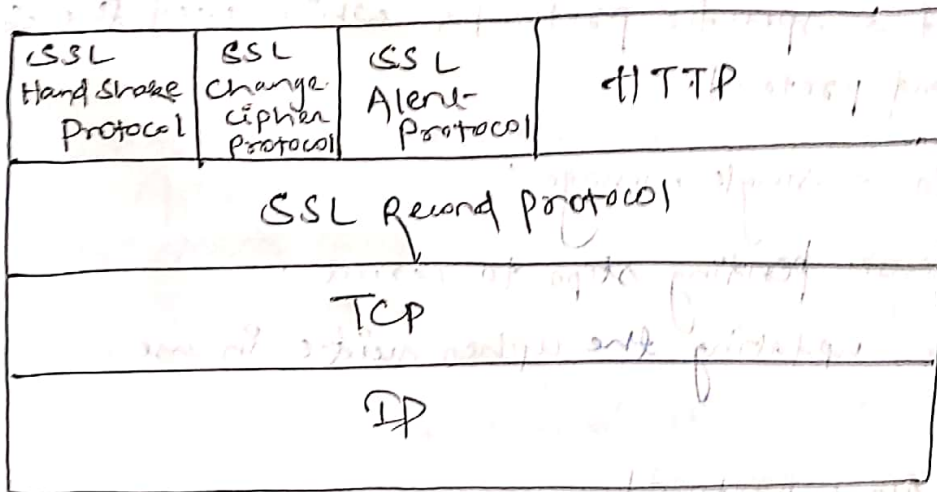 SSL
Hand Shake
Protocol
SSL
Change
Cipher
Protocol
SSL
Alert
Protocol
HTTP
SSL Record Protocol
TCP
IP